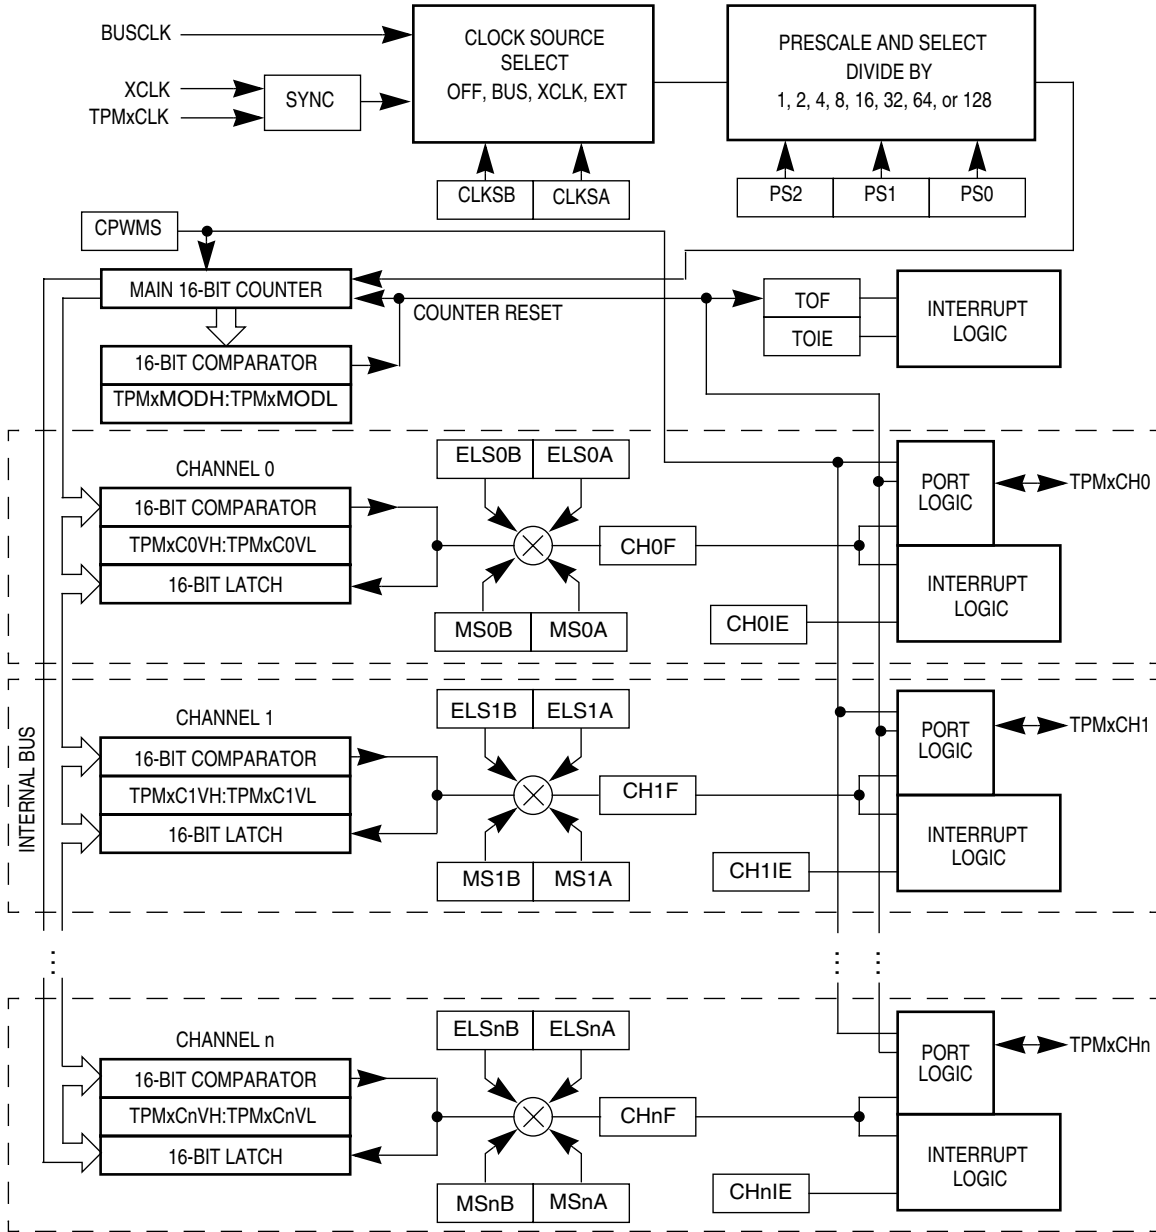 BUSCLK
XCLK
TPMxCLK
SYNC
CLOCK SOURCE
SELECT
OFF, BUS, XCLK, EXT
PRESCALE AND SELECT
DIVIDE BY
1, 2, 4, 8, 16, 32, 64, or 128
CLKSB
CLKSA
PS2
PS1
PS0
CPWMS
MAIN 16-BIT COUNTER
COUNTER RESET
TOF
TOIE
INTERRUPT
LOGIC
16-BIT COMPARATOR
TPMxMODH:TPMxMODL
INTERNAL BUS
CHANNEL 0
16-BIT COMPARATOR
TPMxC0VH:TPMxC0VL
16-BIT LATCH
ELS0B
ELS0A
MS0B
MS0A
CH0F
CH0IE
PORT
LOGIC
TPMxCH0
INTERRUPT
LOGIC
CHANNEL 1
16-BIT COMPARATOR
TPMxC1VH:TPMxC1VL
16-BIT LATCH
ELS1B
ELS1A
MS1B
MS1A
CH1F
CH1IE
PORT
LOGIC
TPMxCH1
INTERRUPT
LOGIC
CHANNEL n
16-BIT COMPARATOR
TPMxCnVH:TPMxCnVL
16-BIT LATCH
ELSnB
ELSnA
MSnB
MSnA
CHnF
CHnIE
PORT
LOGIC
TPMxCHn
INTERRUPT
LOGIC